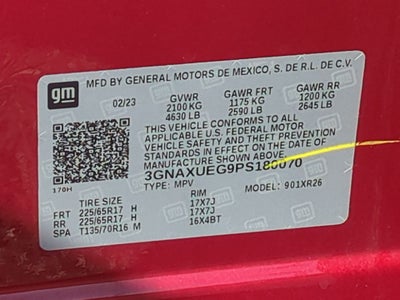 gm
MFD BY GENERAL MOTORS DE MEXICO, S. DE R.L. DE C.V.
02/23 GVWR GAWR FRT GAWR RR
2100 KG 1175 KG 1200 KG
4630 LB 2590 LB 2645 LB
THIS VEHICLE CONFORMS TO ALL
APPLICABLE U.S. FEDERAL MOTOR
VEHICLE SAFETY AND THEFT PREVENTION
STANDARDS IN EFFECT ON THE DATE OF
MANUFACTURE SHOWN ABOVE.
3GNAXUEG9PS180070
170H
TYPE: MPV MODEL: 901XR26
TIRE SIZE RIM
FRT 225/65R17 H 17X7J
RR 225/65R17 H 17X7J
SPA T135/70R16 M 16X4BT